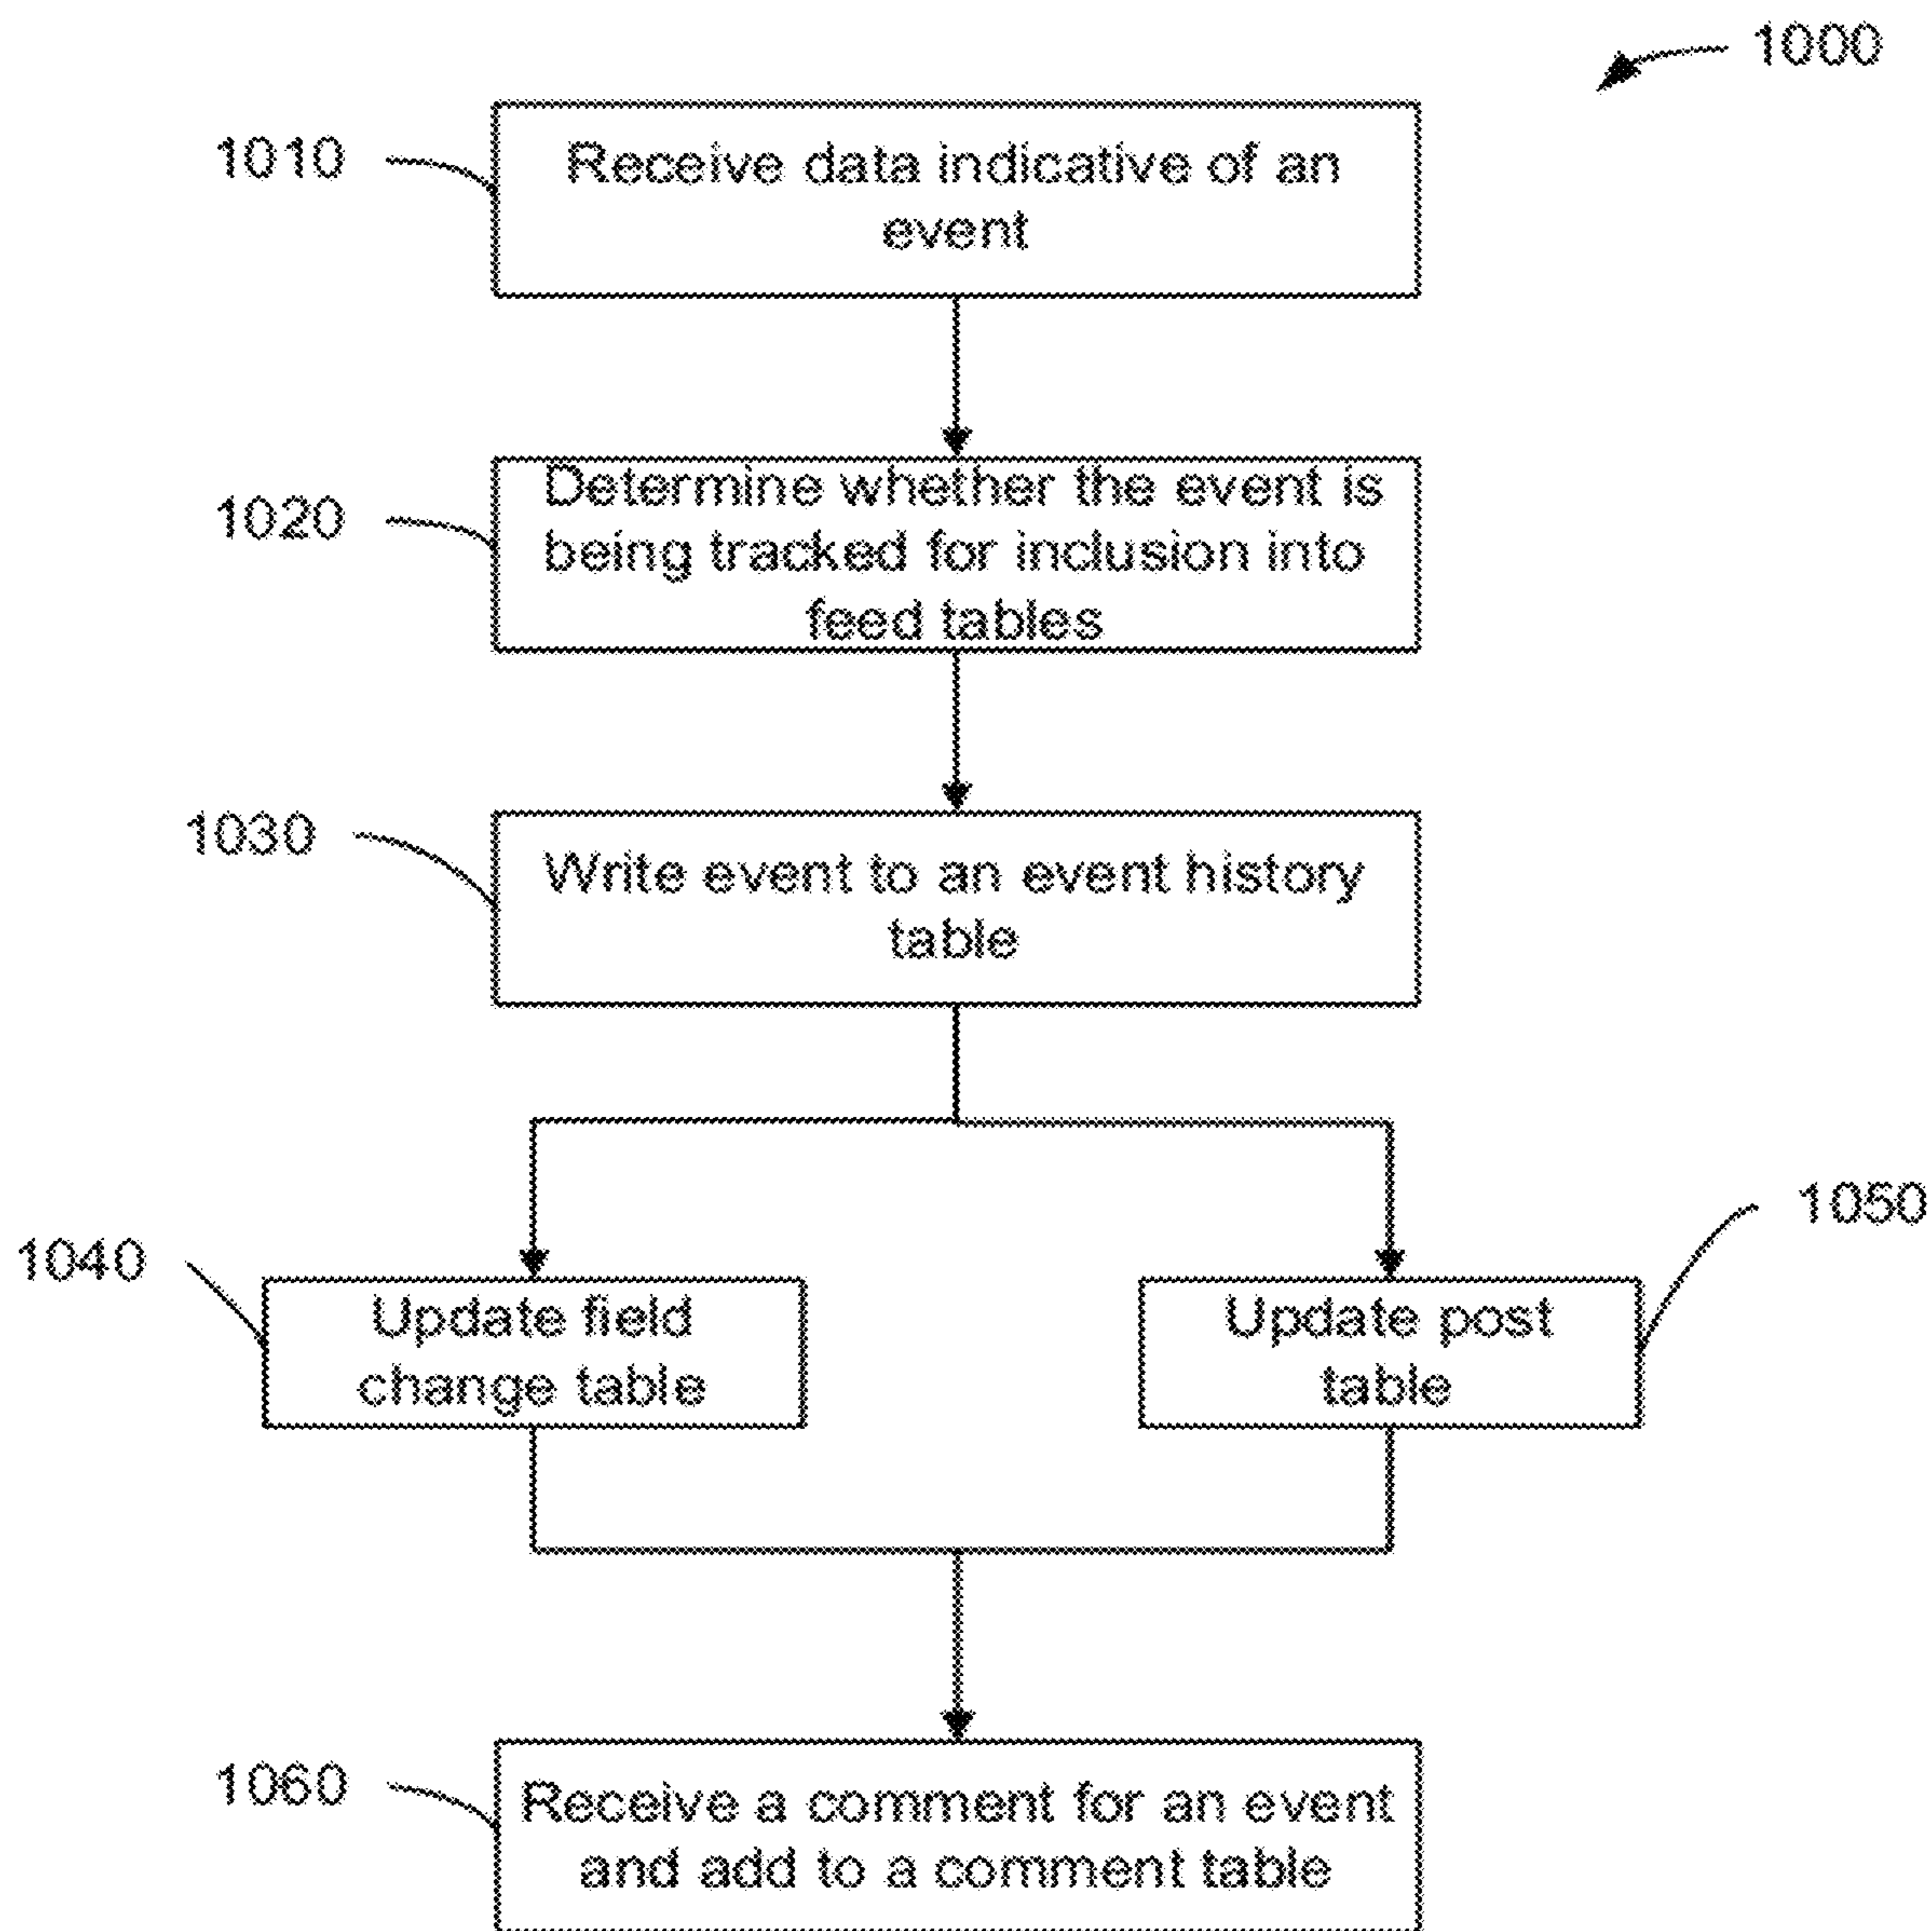 1000
1010
Receive data indicative of an
event
1020
Determine whether the event is
being tracked for inclusion into
feed tables
1030
Write event to an event history
table
1040
Update field
change table
1050
Update post
table
1060
Receive a comment for an event
and add to a comment table